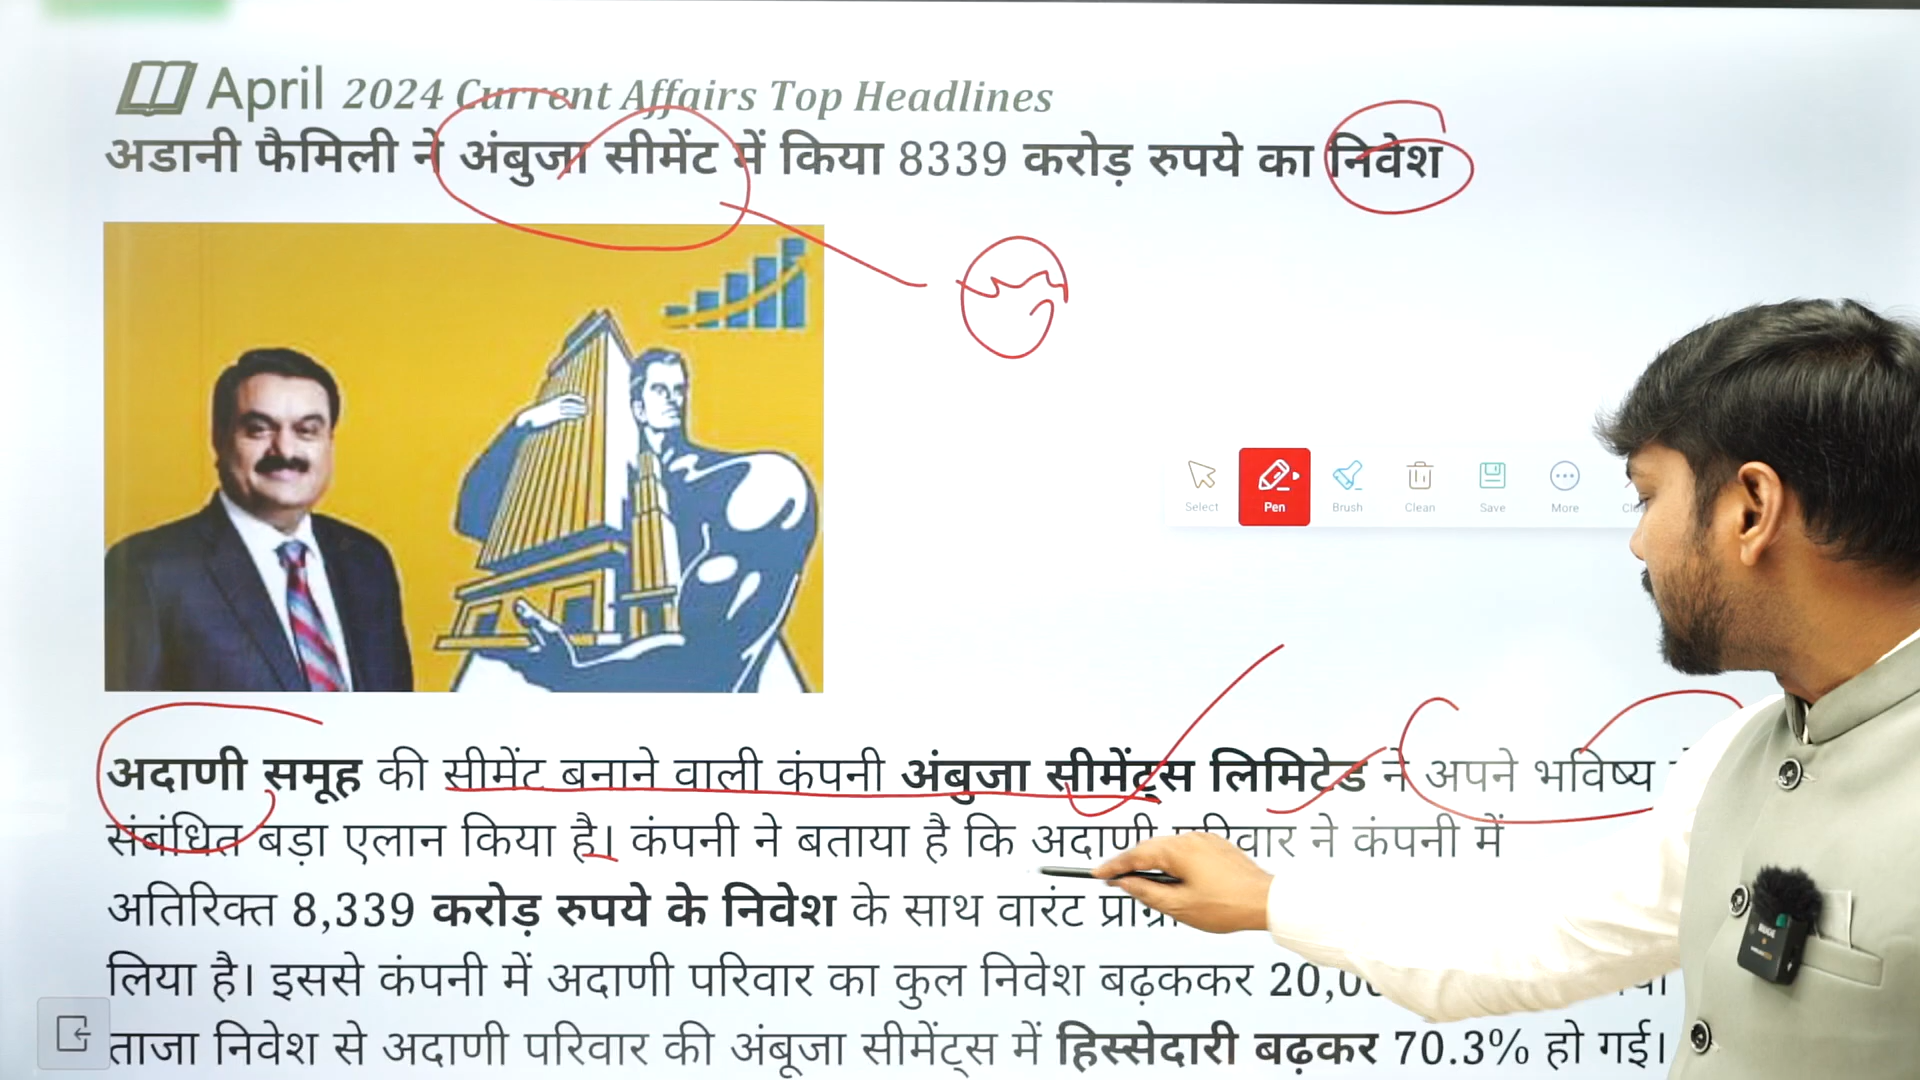 April 2024 Current Affairs Top Headlines
अडानी फैमिली ने अंबुजा सीमेंट में किया 8339 करोड़ रुपये का निवेश
Select Pen Brush Clean Save More
अदाणी समूह की सीमेंट बनाने वाली कंपनी अंबुजा सीमेंट्स लिमिटेड ने अपने भविष्य
संबंधित बड़ा एलान किया है। कंपनी ने बताया है कि अदाणी परिवार ने कंपनी में
अतिरिक्त 8,339 करोड़ रुपये के निवेश के साथ वारंट
लिया है। इससे कंपनी में अदाणी परिवार का कुल निवेश बढ़ककर
ताजा निवेश से अदाणी परिवार की अंबूजा सीमेंट्स में हिस्सेदारी बढ़कर 70.3% हो गई।